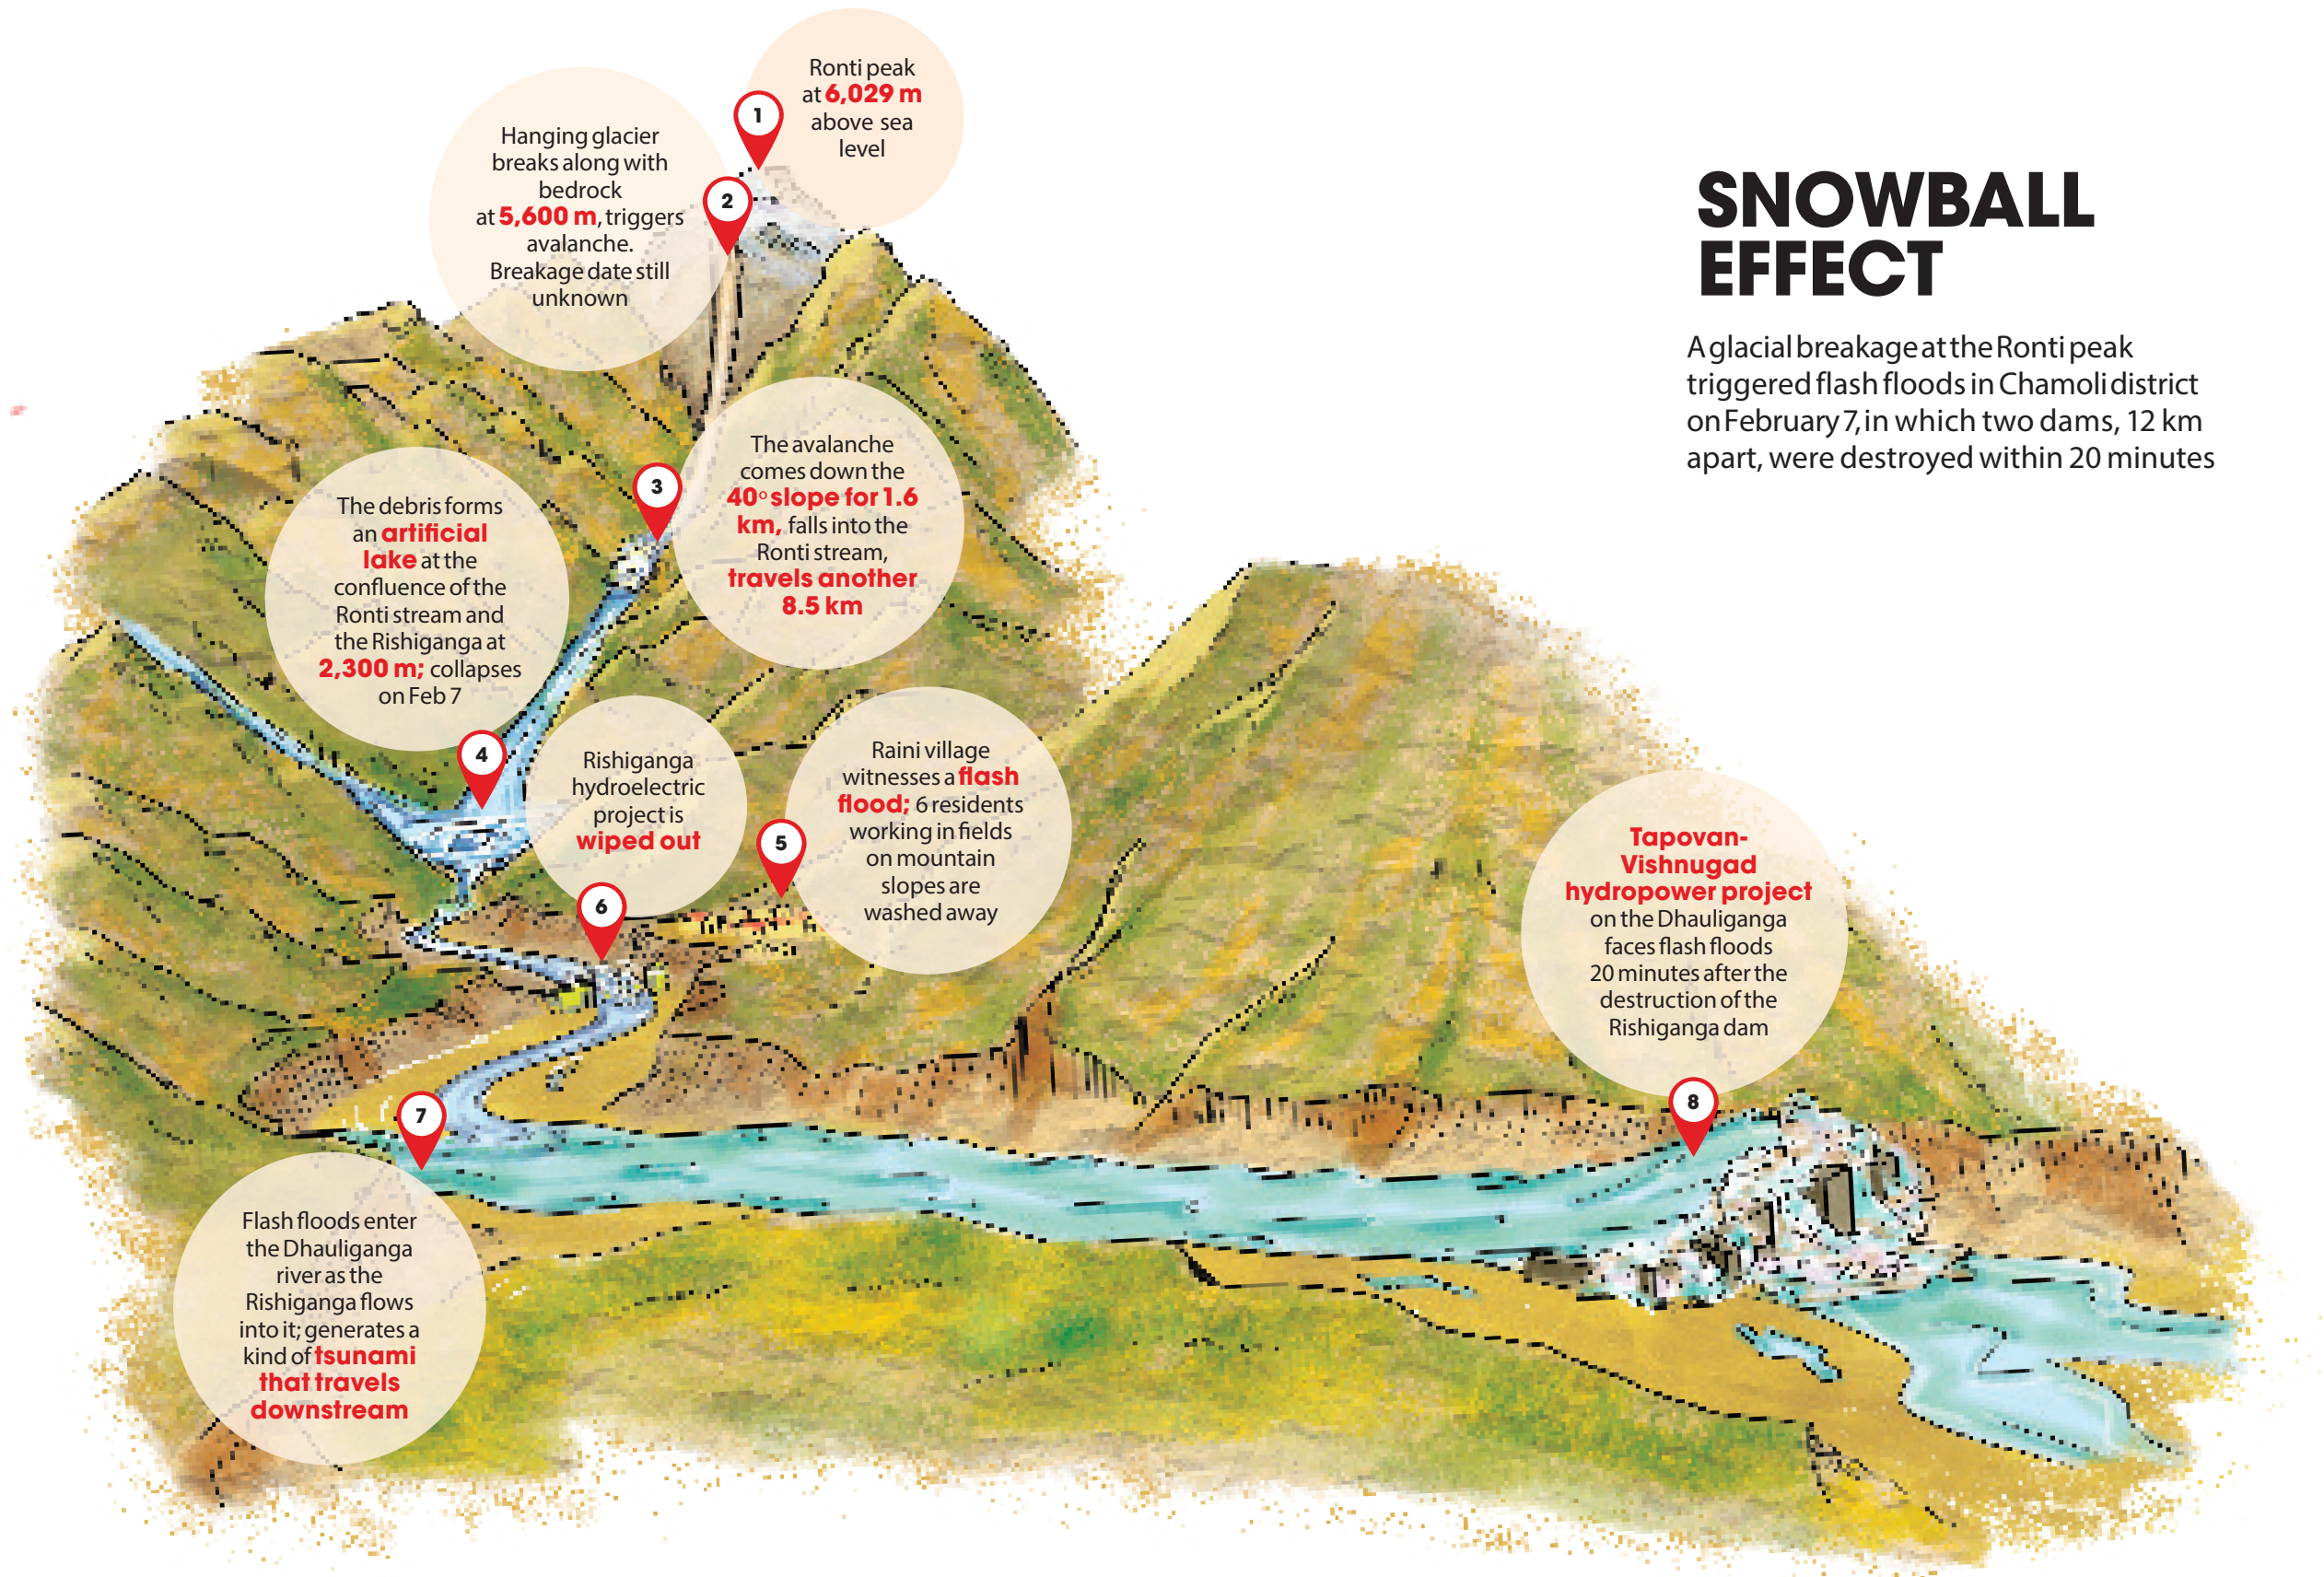 SNOWBALL
EFFECT
A glacial breakage at the Ronti peak
triggered flash floods in Chamoli district
on February 7, in which two dams, 12 km
apart, were destroyed within 20 minutes
1
Ronti peak
at 6,029 m
above sea
level
2
Hanging glacier
breaks along with
bedrock
at 5,600 m, triggers
avalanche.
Breakage date still
unknown
3
The avalanche
comes down the
40° slope for 1.6
km, falls into the
Ronti stream,
travels another
8.5 km
4
The debris forms
an artificial
lake at the
confluence of the
Ronti stream and
the Rishiganga at
2,300 m; collapses
on Feb 7
5
Raini village
witnesses a flash
flood; 6 residents
working in fields
on mountain
slopes are
washed away
6
Rishiganga
hydroelectric
project is
wiped out
7
Flash floods enter
the Dhauliganga
river as the
Rishiganga flows
into it; generates a
kind of tsunami
that travels
downstream
8
Tapovan-
Vishnugad
hydropower project
on the Dhauliganga
faces flash floods
20 minutes after the
destruction of the
Rishiganga dam